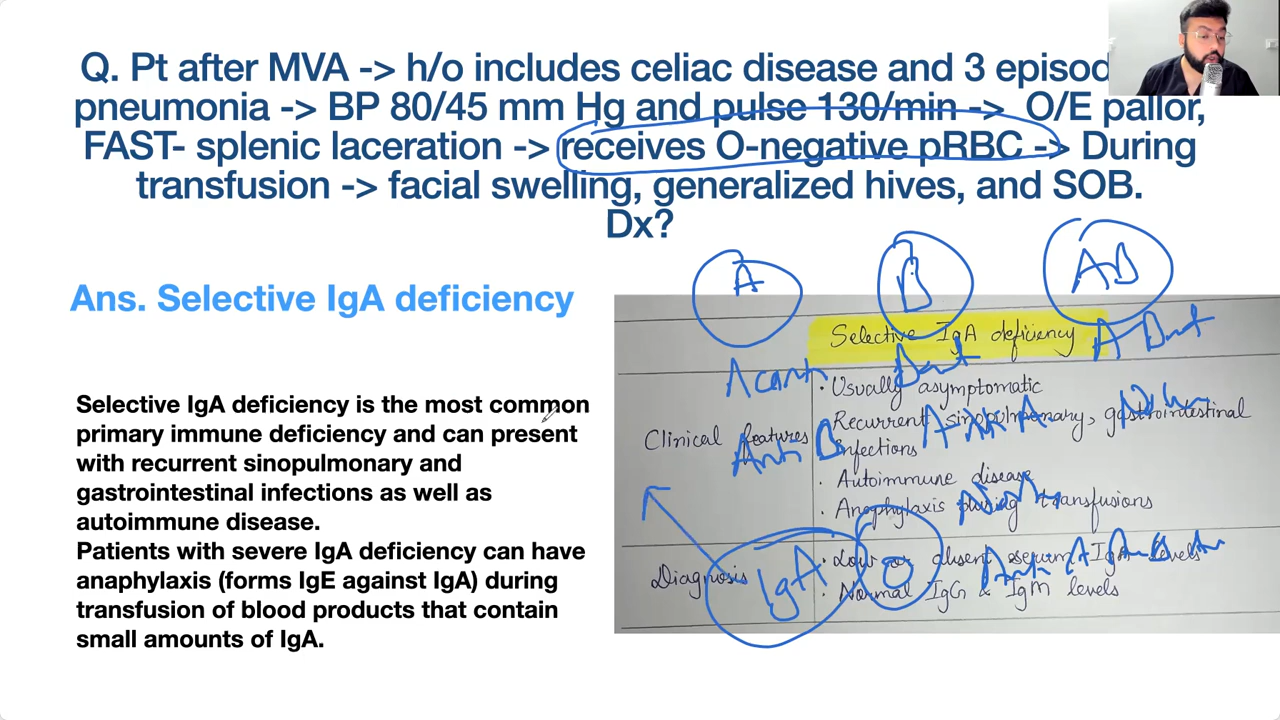 Q. Pt after MVA -> h/o includes celiac disease and 3 episod
pneumonia -> BP 80/45 mm Hg and pulse 130/min -> O/E pallor,
FAST- splenic laceration -> receives O-negative pRBC -> During
transfusion -> facial swelling, generalized hives, and SOB.
Dx?
A
B
AB
Ans. Selective IgA deficiency
Selective IgA deficiency
Clinical features
· Usually asymptomatic
· Recurrent sinopulmonary, gastrointestinal
infections
· Autoimmune disease
· Anaphylaxis during transfusions
Diagnosis
· Low or absent serum IgA levels
· Normal IgG & IgM levels
Anti B
IgA
O
Selective IgA deficiency is the most common
primary immune deficiency and can present
with recurrent sinopulmonary and
gastrointestinal infections as well as
autoimmune disease.
Patients with severe IgA deficiency can have
anaphylaxis (forms IgE against IgA) during
transfusion of blood products that contain
small amounts of IgA.